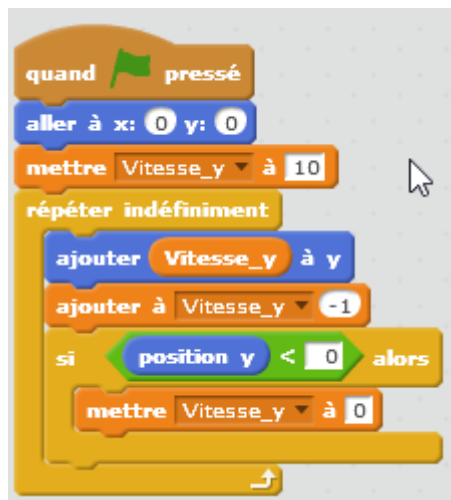 quand pressé
aller à x: 0 y: 0
mettre Vitesse_y à 10
répéter indéfiniment
ajouter Vitesse_y à y
ajouter à Vitesse_y -1
si position y < 0 alors
mettre Vitesse_y à 0